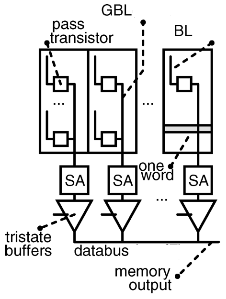 GBL
pass
transistor
BL
...
...
...
one
word
SA
SA
SA
...
tristate
buffers
databus
memory
output